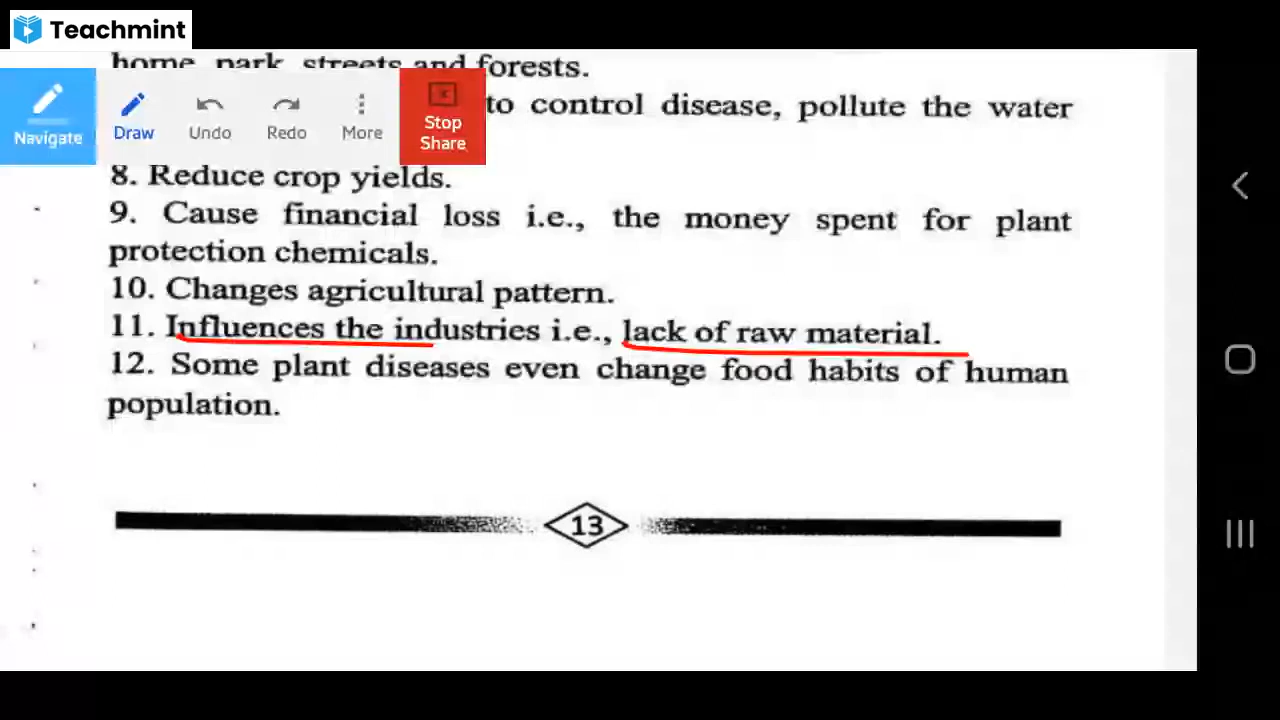 Teachmint
home, park, streets and forests.
to control disease, pollute the water
Navigate
Draw
Undo
Redo
More
Stop
Share
8. Reduce crop yields.
9. Cause financial loss i.e., the money spent for plant
protection chemicals.
10. Changes agricultural pattern.
11. Influences the industries i.e., lack of raw material.
12. Some plant diseases even change food habits of human
population.
13